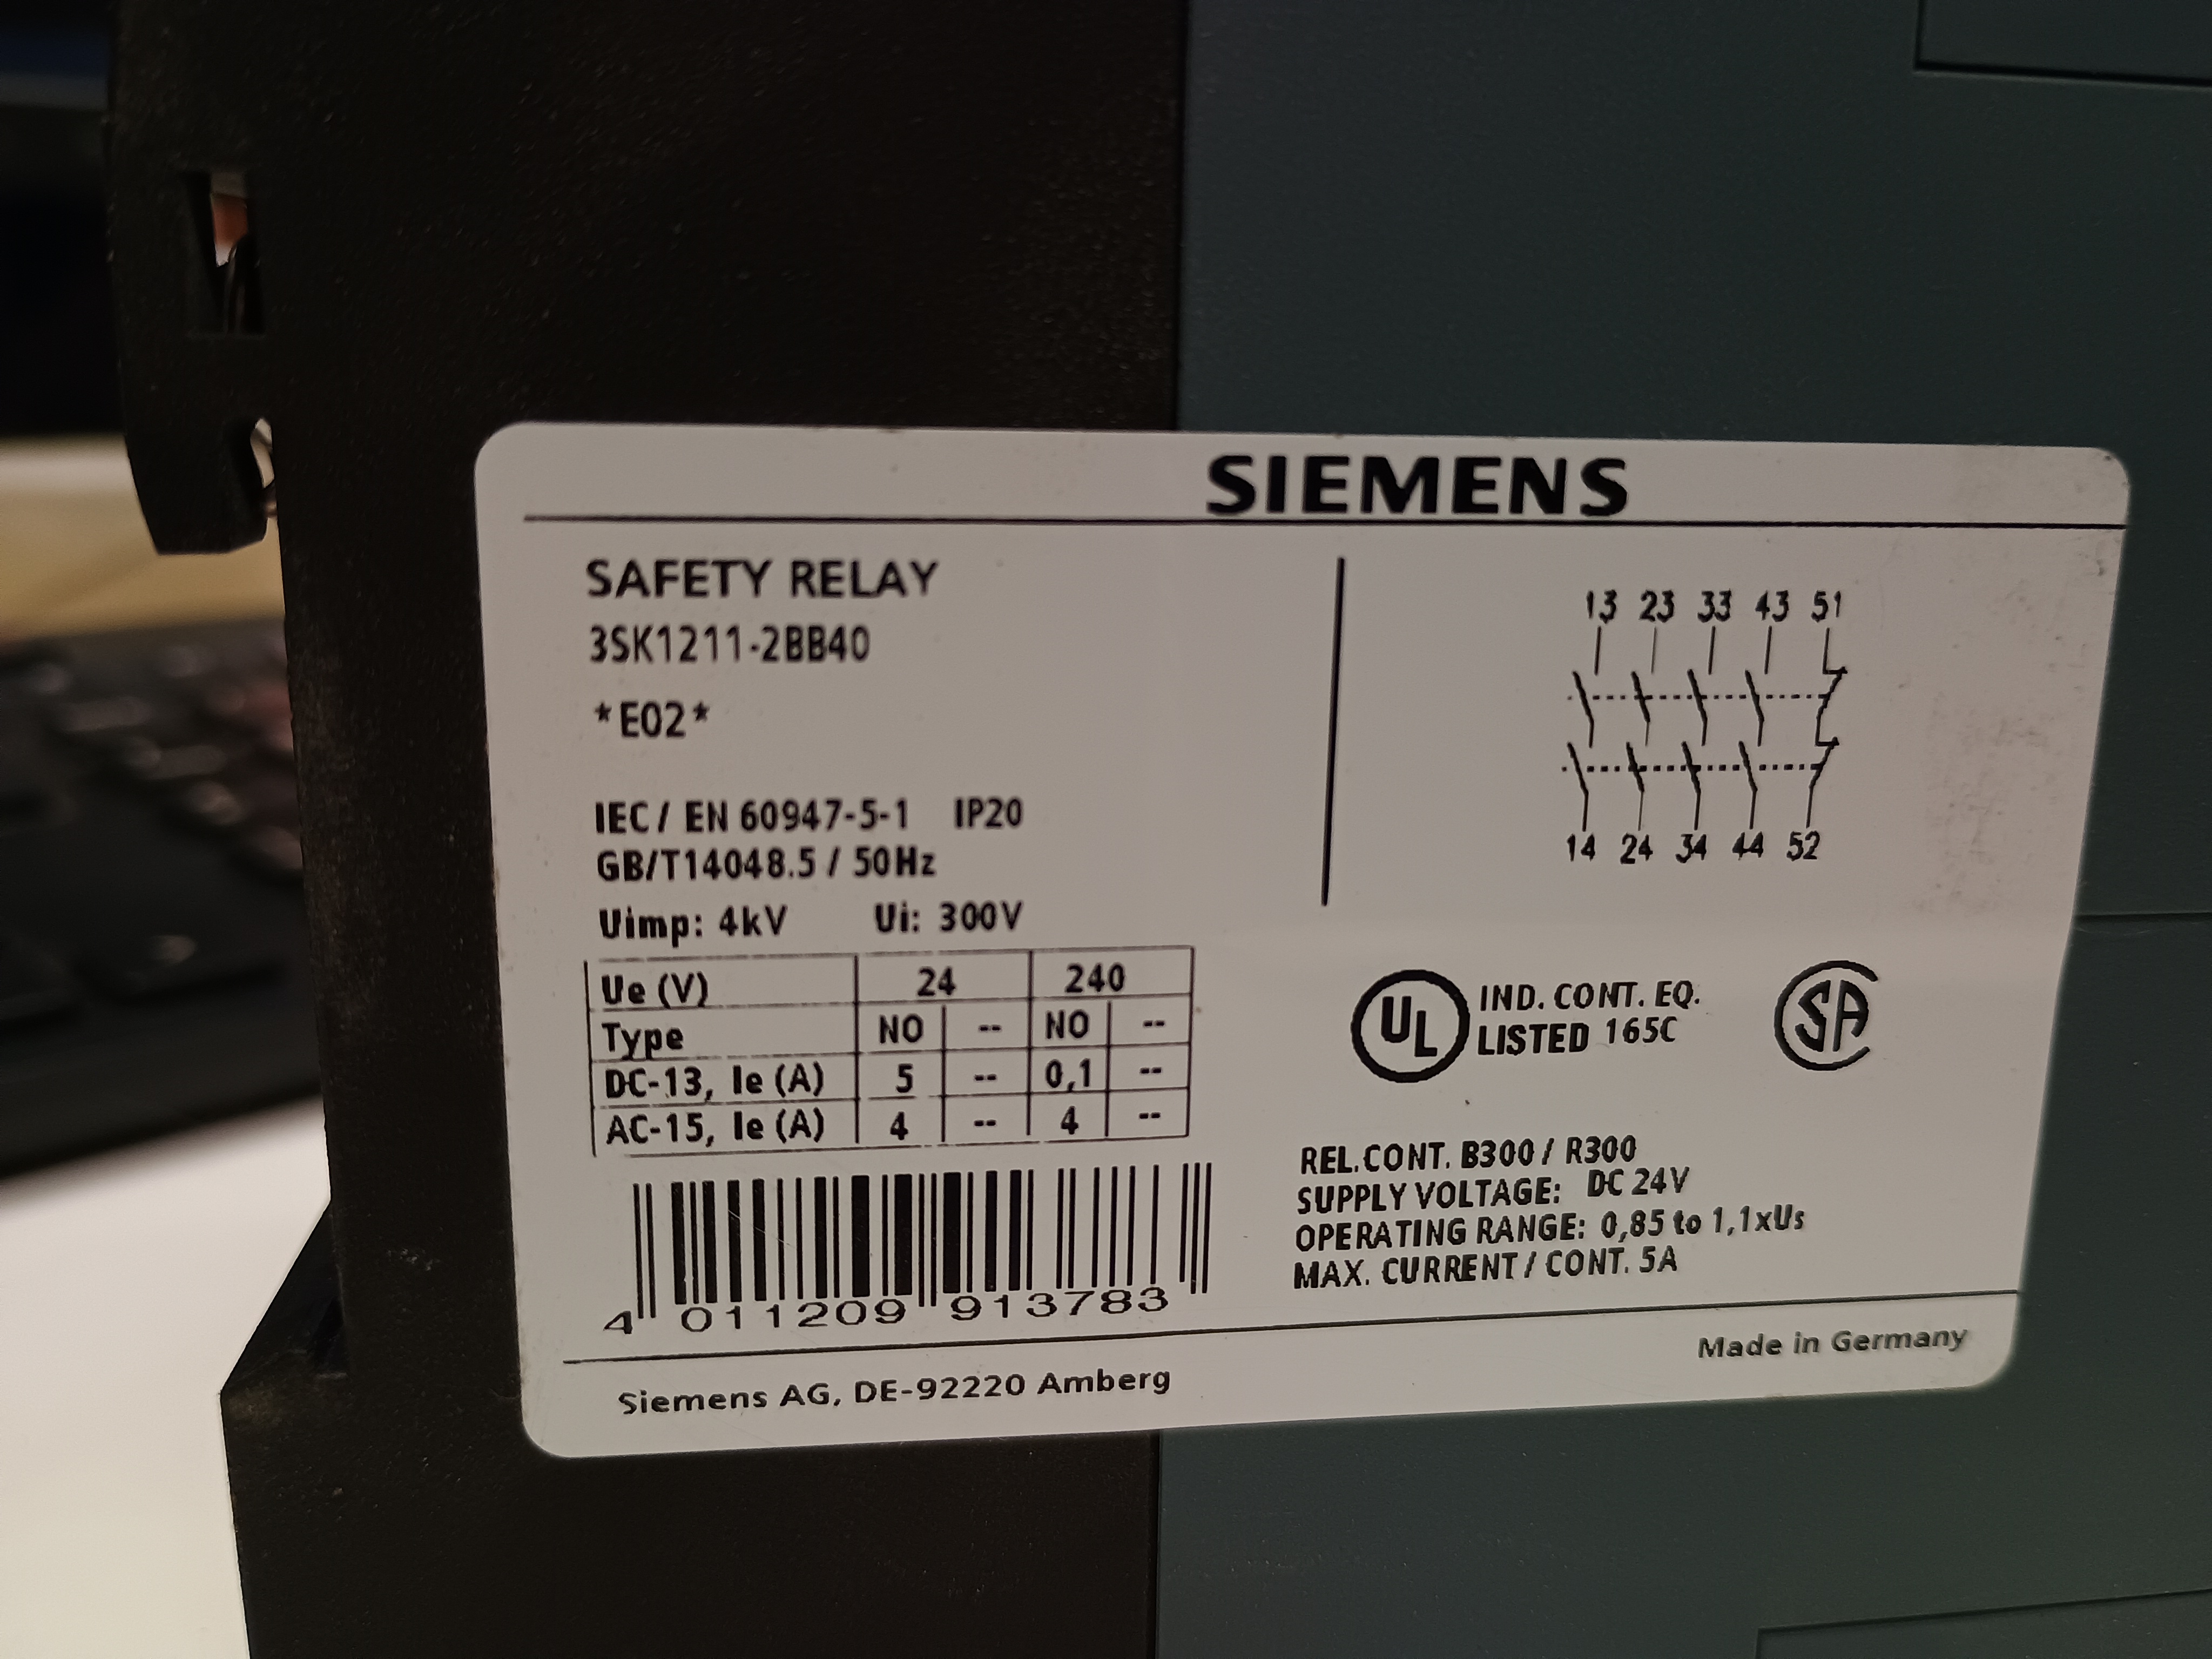 SIEMENS
SAFETY RELAY
3SK1211-2BB40
*E02*
IEC / EN 60947-5-1 IP20
GB/T14048.5 / 50Hz
Uimp: 4kV Ui: 300V
Ue (V) 24 240
Type NO -- NO --
DC-13, Ie (A) 5 -- 0,1 --
AC-15, Ie (A) 4 -- 4 --
4 011209 913783
13 23 33 43 51
14 24 34 44 52
UL IND. CONT. EQ.
LISTED 165C
SA
REL.CONT. B300 / R300
SUPPLY VOLTAGE: DC 24V
OPERATING RANGE: 0,85 to 1,1xUs
MAX. CURRENT / CONT. 5A
Made in Germany
Siemens AG, DE-92220 Amberg